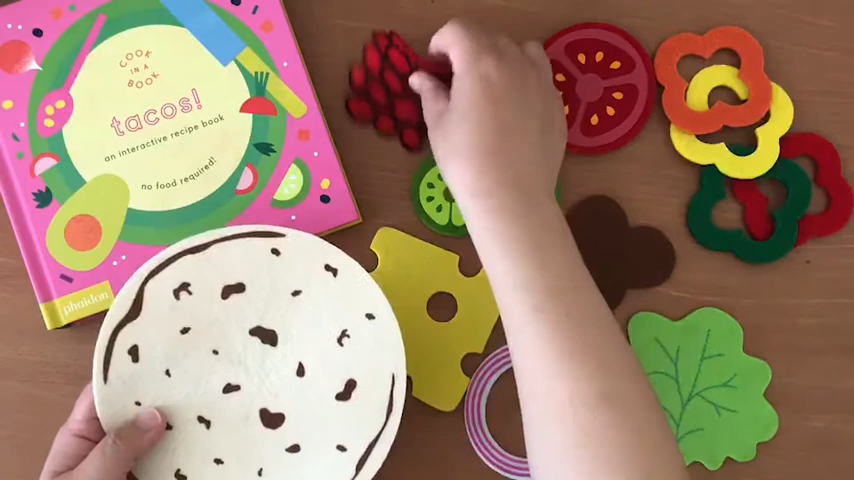 COOK
IN A
BOOK
tacos!
an interactive recipe book
no food required!
phaidon